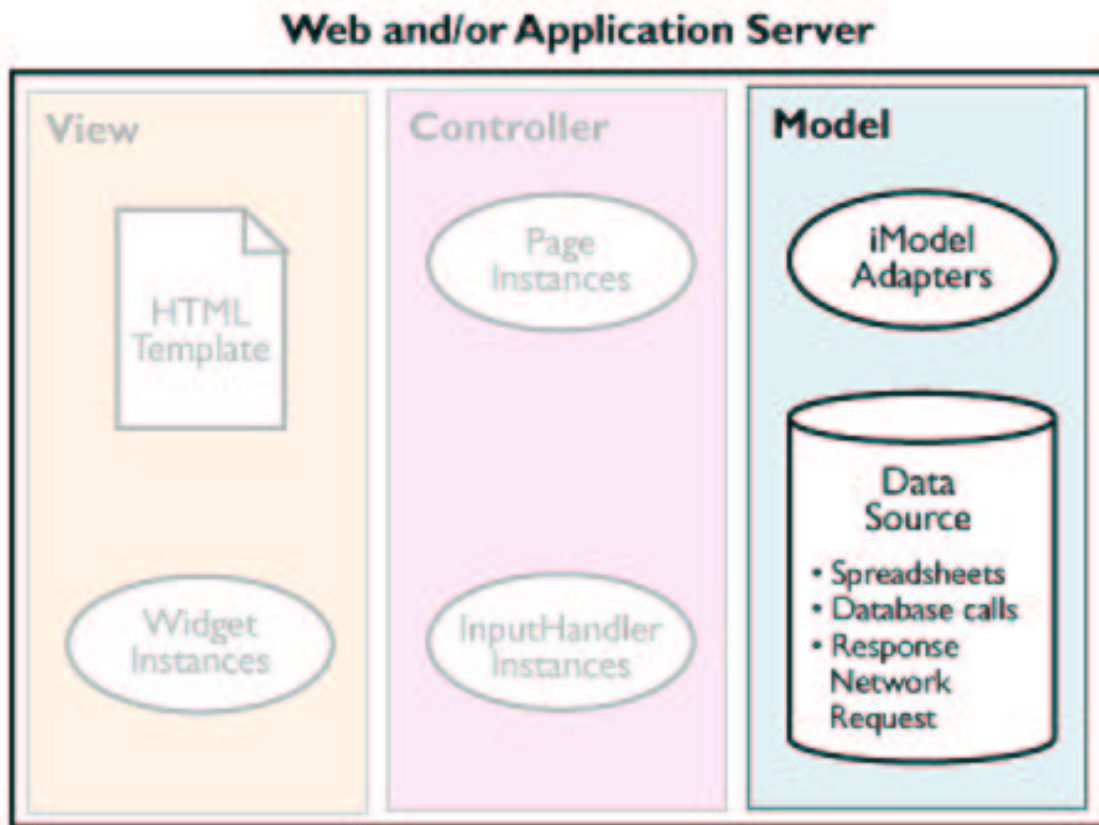 Web and/or Application Server
View
HTML
Template
Widget
Instances
Controller
Page
Instances
InputHandler
Instances
Model
iModel
Adapters
Data
Source
• Spreadsheets
• Database calls
• Response
Network
Request